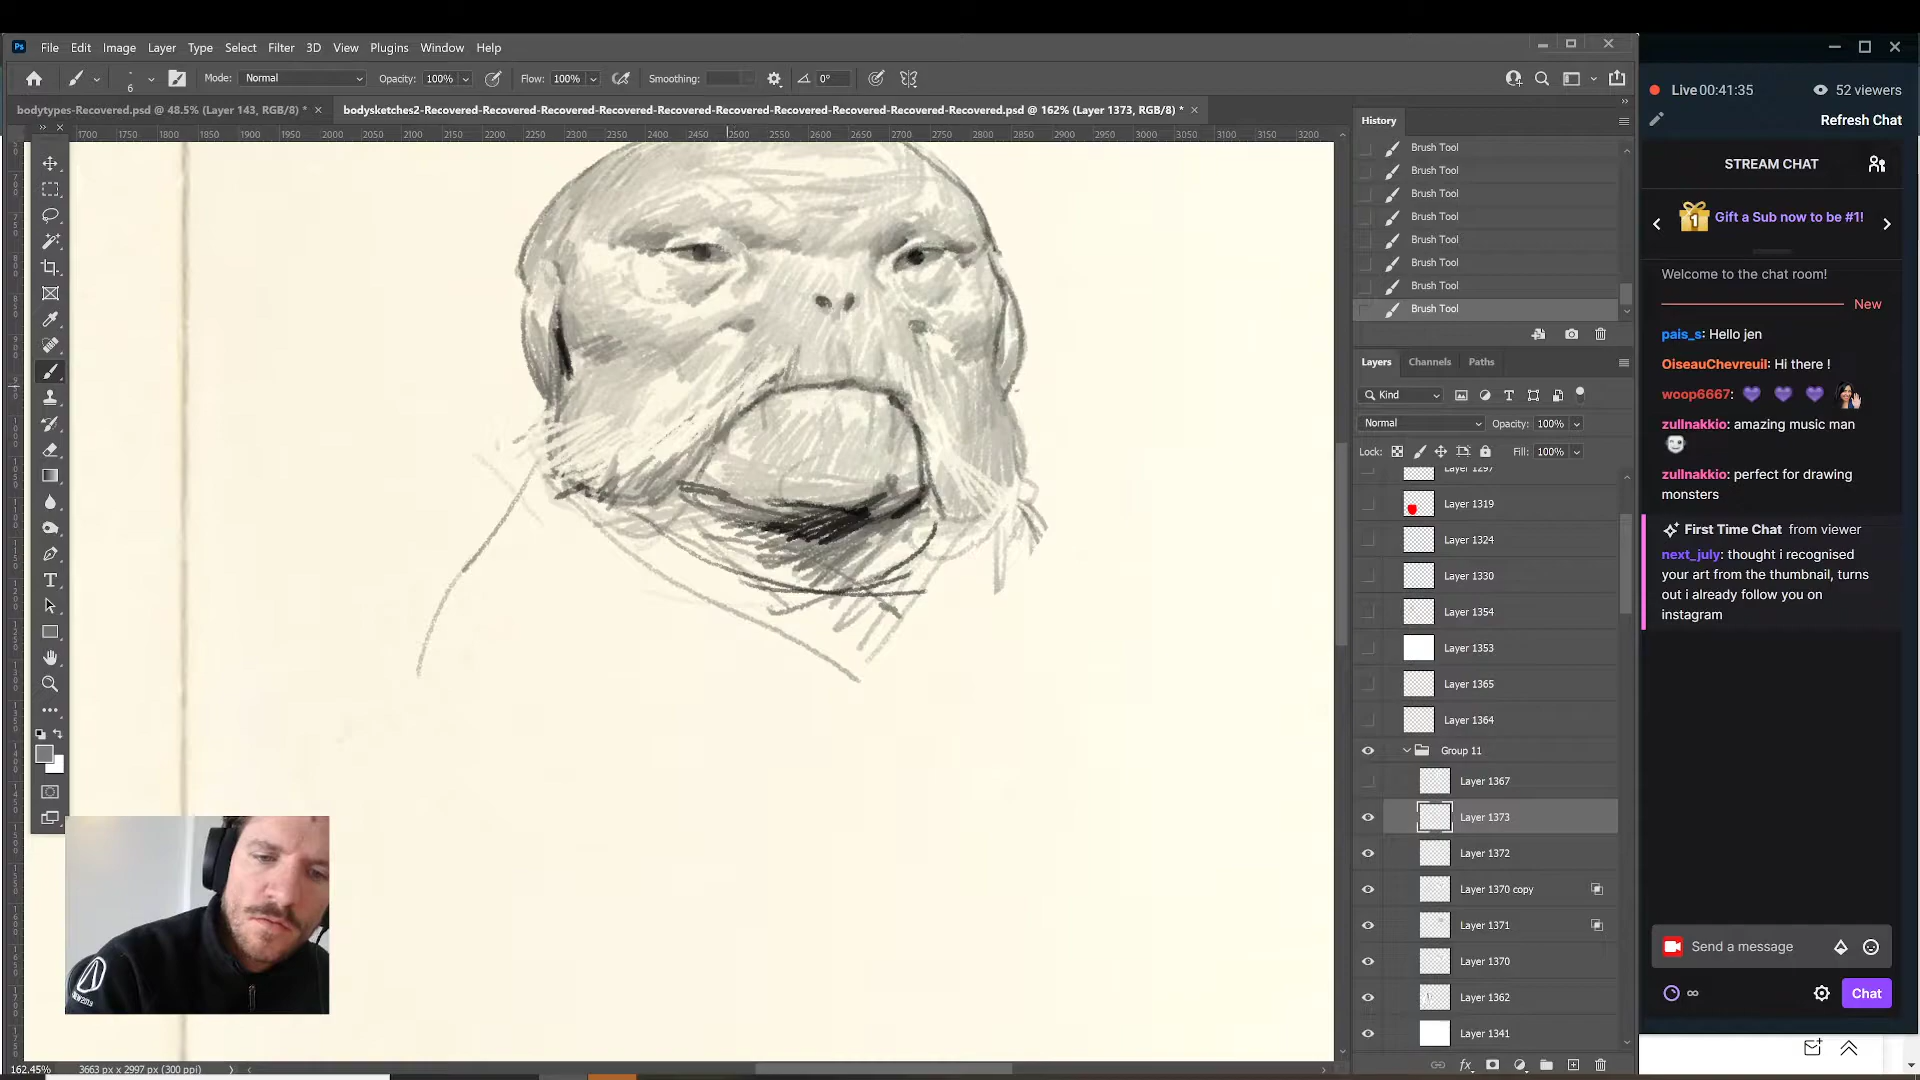 Ps File Edit Image Layer Type Select Filter 3D View Plugins Window Help
6 Mode: Normal Opacity: 100% Flow: 100% Smoothing: 0°
bodytypes-Recovered.psd @ 48.5% (Layer 143, RGB/8) * × bodysketches2-Recovered-Recovered-Recovered-Recovered-Recovered-Recovered-Recovered-Recovered-Recovered-Recovered.psd @ 162% (Layer 1373, RGB/8) * ×
1700 1750 1800 1850 1900 1950 2000 2050 2100 2150 2200 2250 2300 2350 2400 2450 2500 2550 2600 2650 2700 2750 2800 2850 2900 2950 3000 3050 3100 3150 3200
History
Brush Tool
Brush Tool
Brush Tool
Brush Tool
Brush Tool
Brush Tool
Brush Tool
Brush Tool
Layers Channels Paths
Kind
Normal Opacity: 100%
Lock: Fill: 100%
Layer 1297
Layer 1319
Layer 1324
Layer 1330
Layer 1354
Layer 1353
Layer 1365
Layer 1364
Group 11
Layer 1367
Layer 1373
Layer 1372
Layer 1370 copy
Layer 1371
Layer 1370
Layer 1362
Layer 1341
fx
162.45% 3663 px x 2997 px (300 ppi)
Live 00:41:35 52 viewers
Refresh Chat
STREAM CHAT
1 Gift a Sub now to be #1!
Welcome to the chat room!
New
pais_s: Hello jen
OiseauChevreuil: Hi there !
woop6667:
zullnakkio: amazing music man
zullnakkio: perfect for drawing
monsters
First Time Chat from viewer
next_july: thought i recognised
your art from the thumbnail, turns
out i already follow you on
instagram
Send a message
∞ Chat